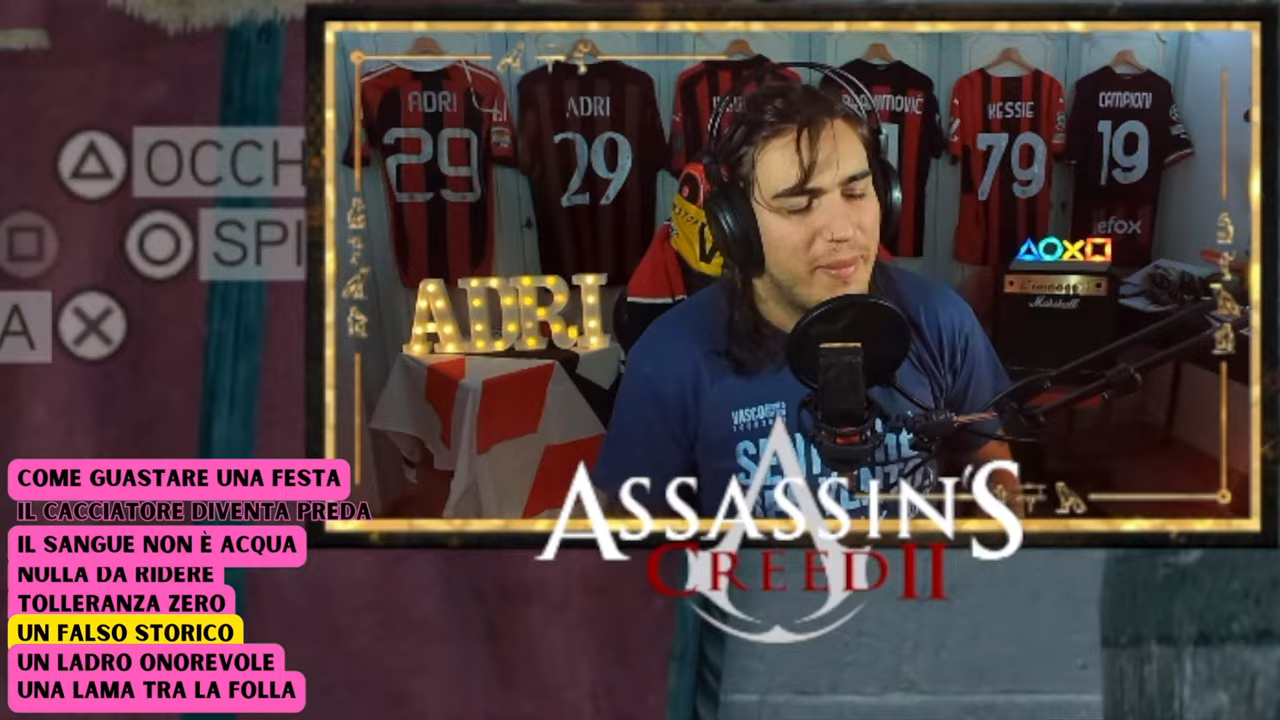 OCCH
SPI
A
ADRI
29
ADRI
29
KESSIE
79
CAMPIONI
19
efox
ADRI
Marshall
VASCO
ASSASSIN'S
CREED II
COME GUASTARE UNA FESTA
IL CACCIATORE DIVENTA PREDA
IL SANGUE NON È ACQUA
NULLA DA RIDERE
TOLLERANZA ZERO
UN FALSO STORICO
UN LADRO ONOREVOLE
UNA LAMA TRA LA FOLLA